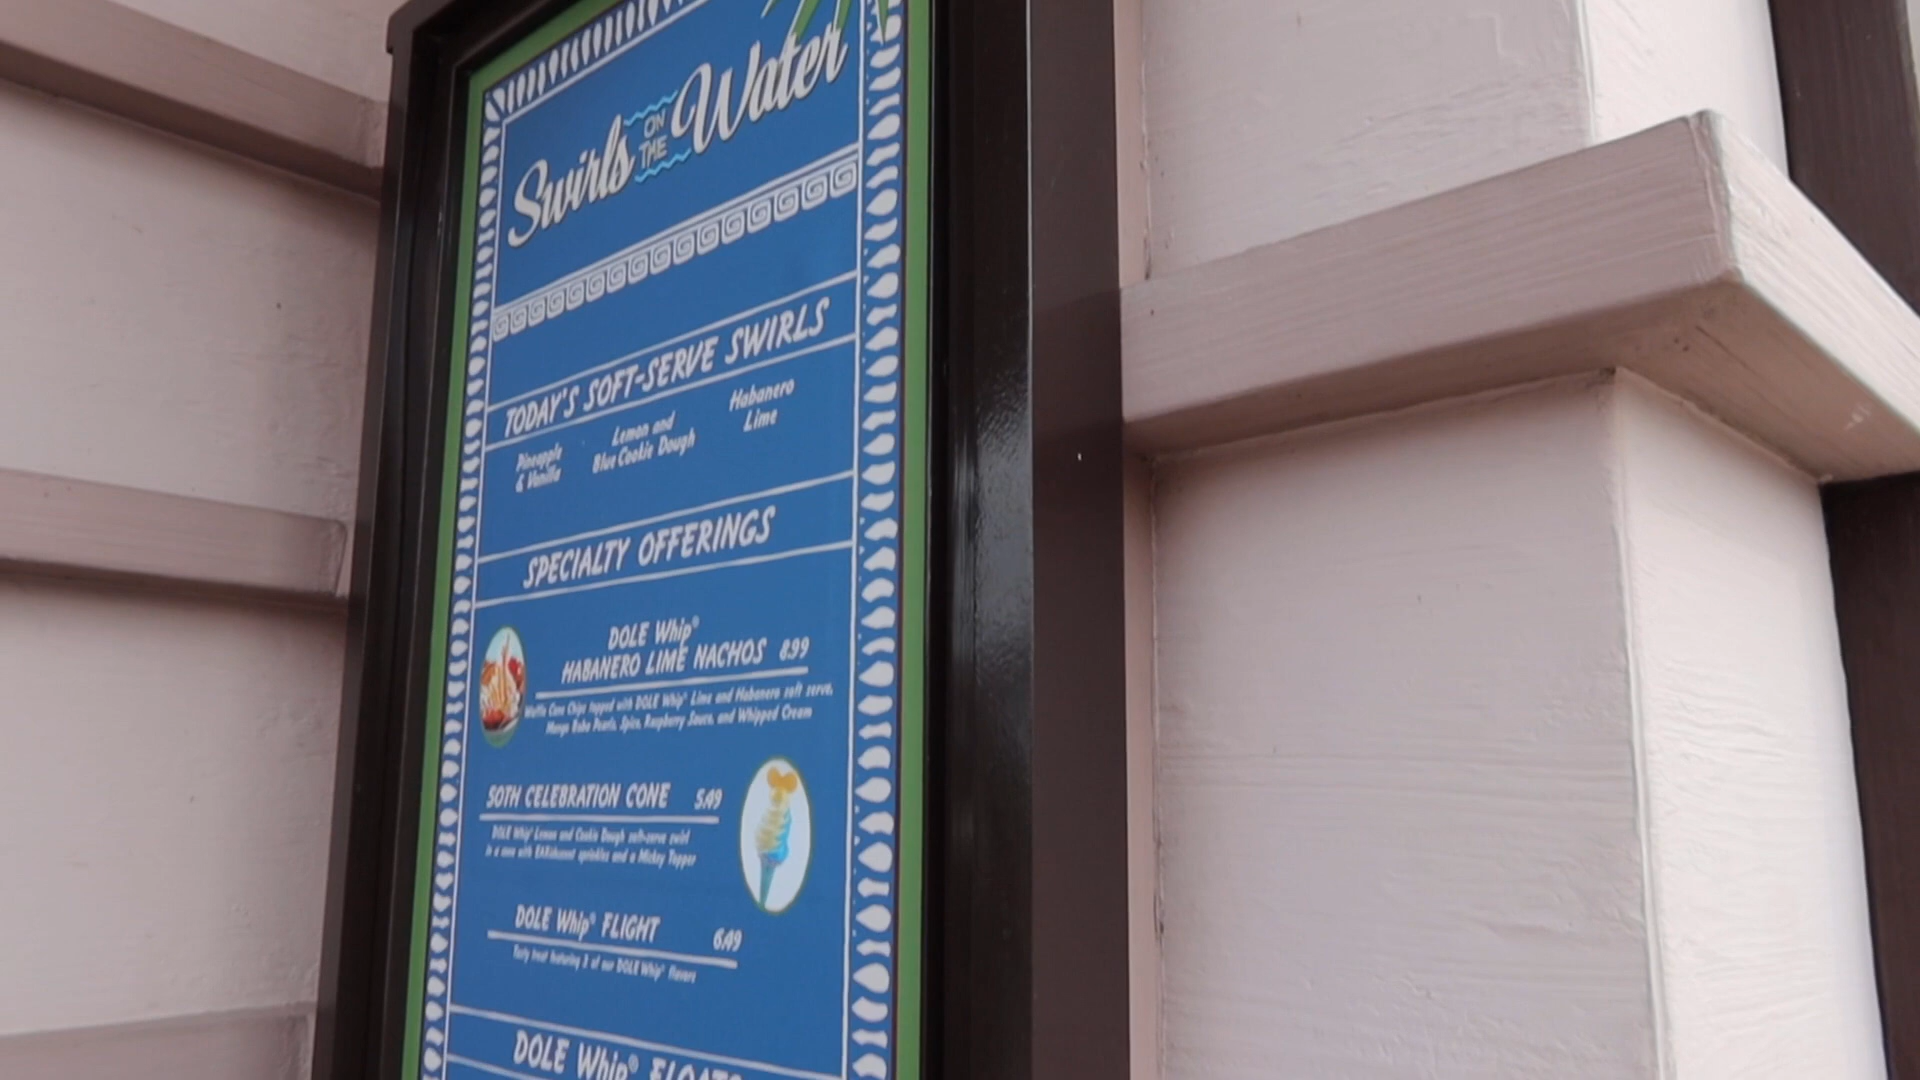 Swirls ON THE Water
TODAY'S SOFT-SERVE SWIRLS
Pineapple
& Vanilla
Lemon and
Blue Cookie Dough
Habanero
Lime
SPECIALTY OFFERINGS
DOLE Whip®
HABANERO LIME NACHOS 8.99
Waffle Cone Chips topped with DOLE Whip® Lime and Habanero soft serve,
Mango Boba Pearls, Spice, Raspberry Sauce, and Whipped Cream
50TH CELEBRATION CONE 5.49
DOLE Whip® Lemon and Cookie Dough soft-serve swirl
in a cone with EARidescent sprinkles and a Mickey Topper
DOLE Whip® FLIGHT 6.49
Tasty treat featuring 3 of our DOLE Whip® flavors
DOLE Whip® FLOATS